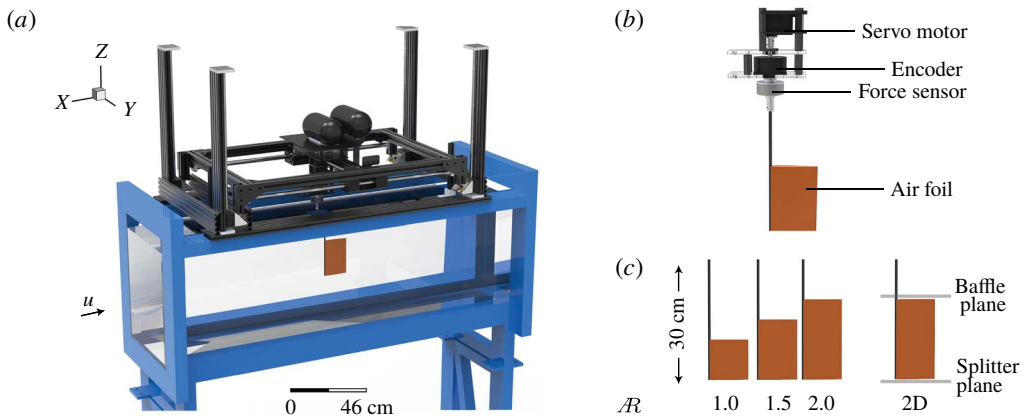 (a)
Z
X
Y
u
0 46 cm
(b)
Servo motor
Encoder
Force sensor
Air foil
(c)
30 cm
Baffle
plane
Splitter
plane
Æ 1.0 1.5 2.0 2D